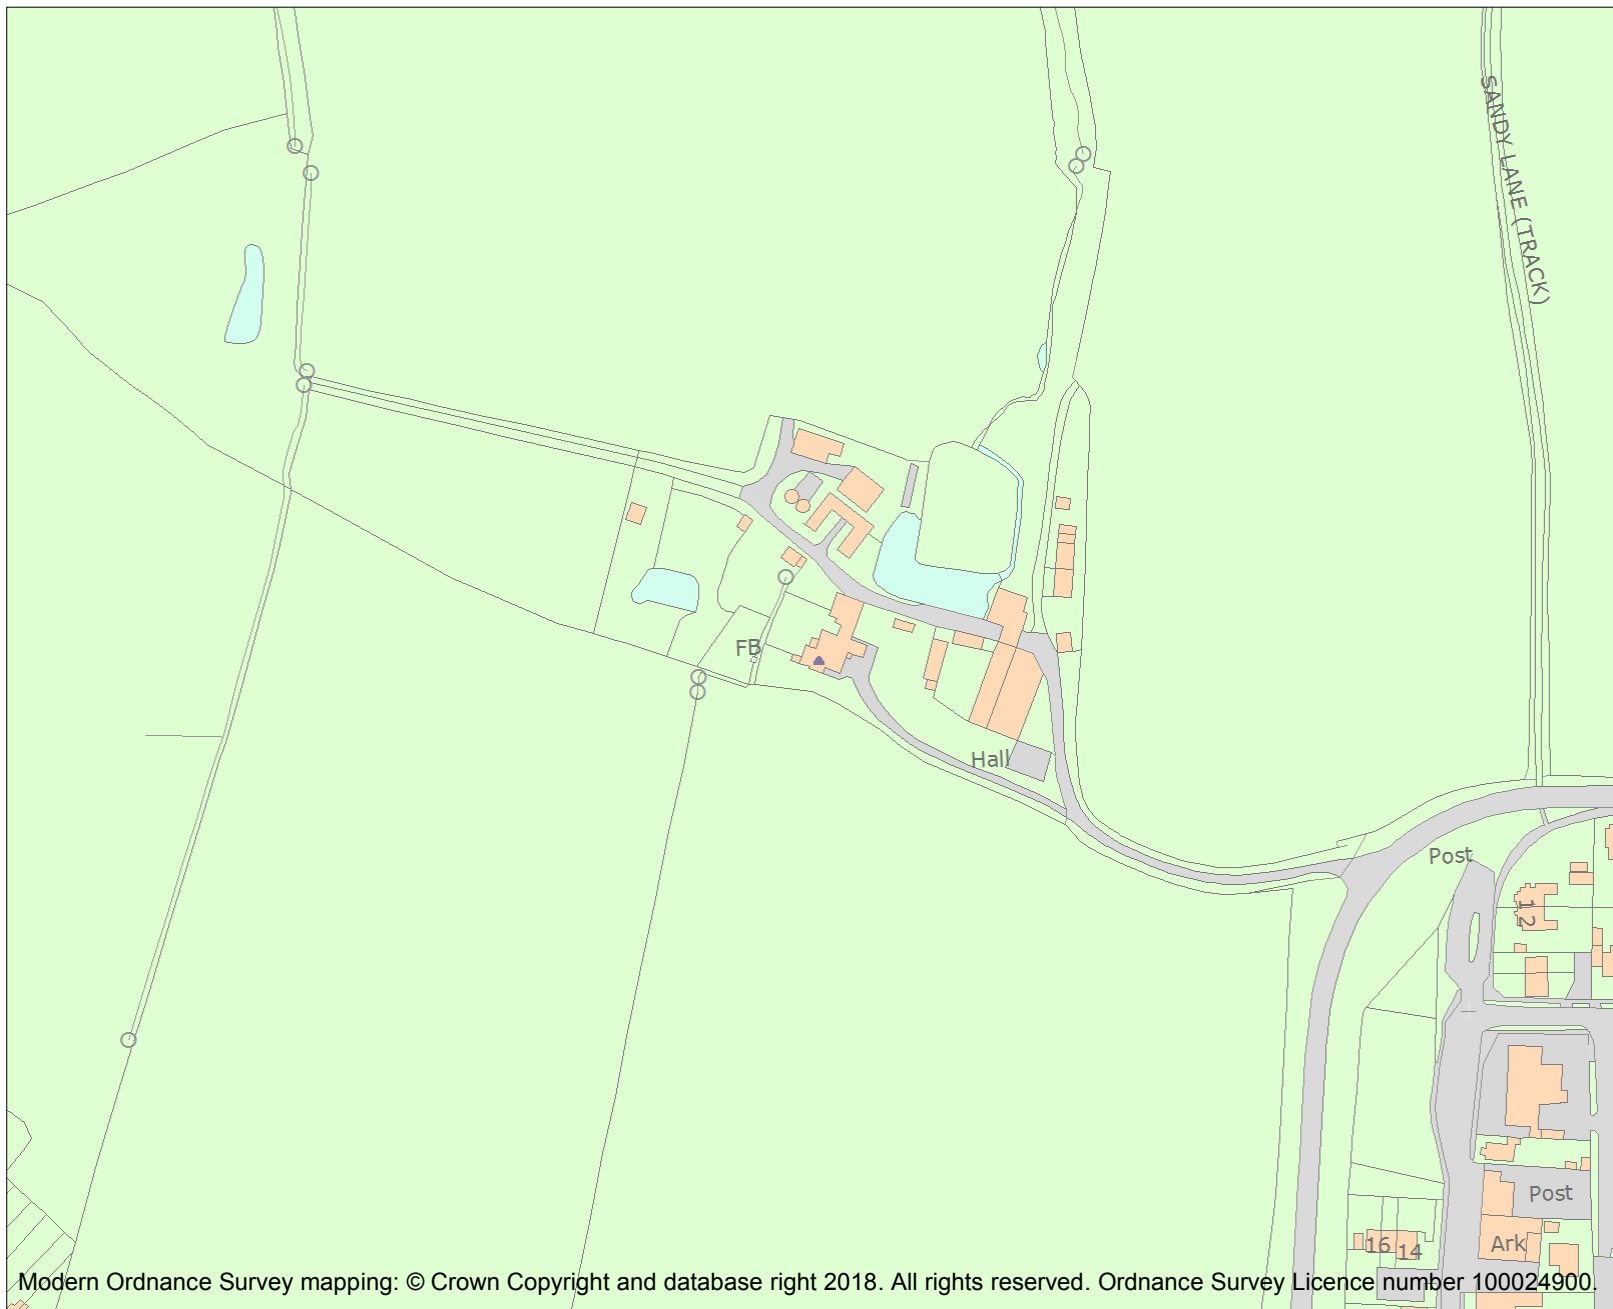 SANDY LANE (TRACK)
FB
Hall
Post
12
Post
16
14
Ark
Modern Ordnance Survey mapping: © Crown Copyright and database right 2018. All rights reserved. Ordnance Survey Licence number 100024900.